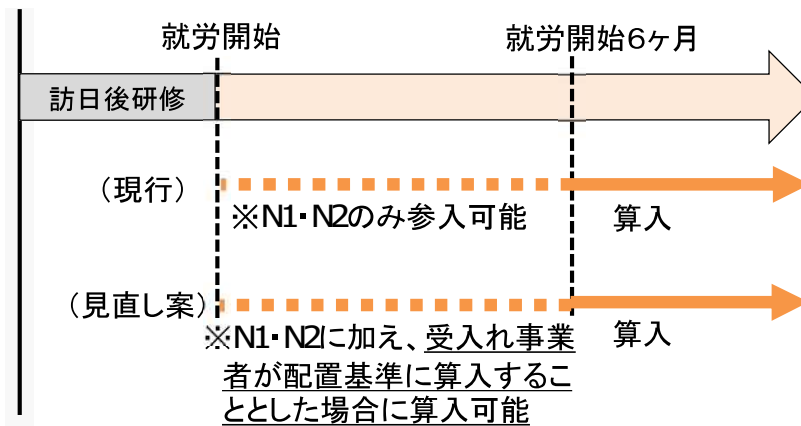 就労開始
就労開始6ヶ月
訪日後研修
（現行）
※N1・N2のみ参入可能
算入
（見直し案）
※N1・N2に加え、受入れ事業
者が配置基準に算入するこ
ととした場合に算入可能
算入